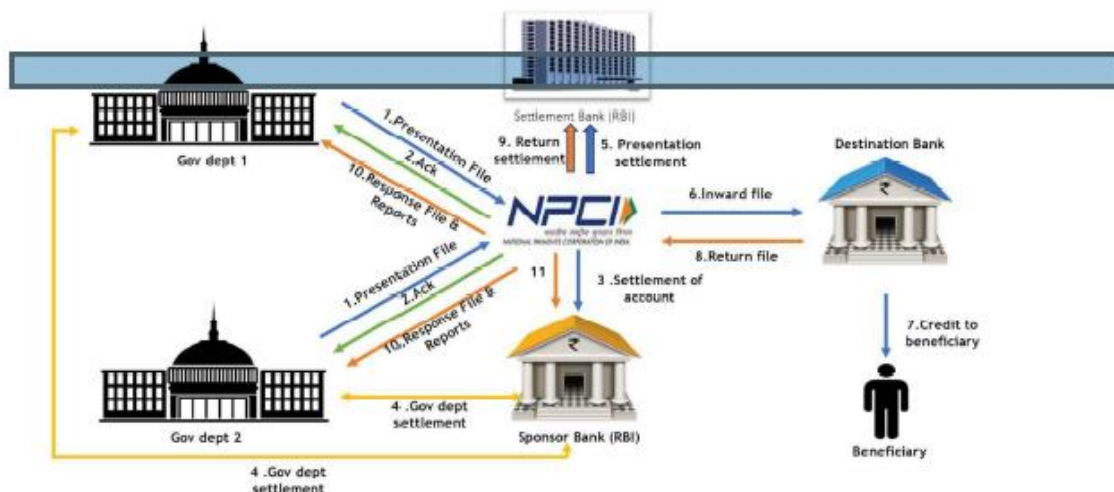 Settlement Bank (RBI)
Gov dept 1
1.Presentation File
2.Ack
10.Response File &
Reports
9. Return
settlement
5. Presentation
settlement
Destination Bank
₹
NPCI
NATIONAL PAYMENTS CORPORATION OF INDIA
6.Inward file
8.Return file
1.Presentation File
2.Ack
10.Response File &
Reports
11
3 .Settlement of
account
₹
7.Credit to
beneficiary
Gov dept 2
4 .Gov dept
settlement
Sponsor Bank (RBI)
Beneficiary
4 .Gov dept
settlement